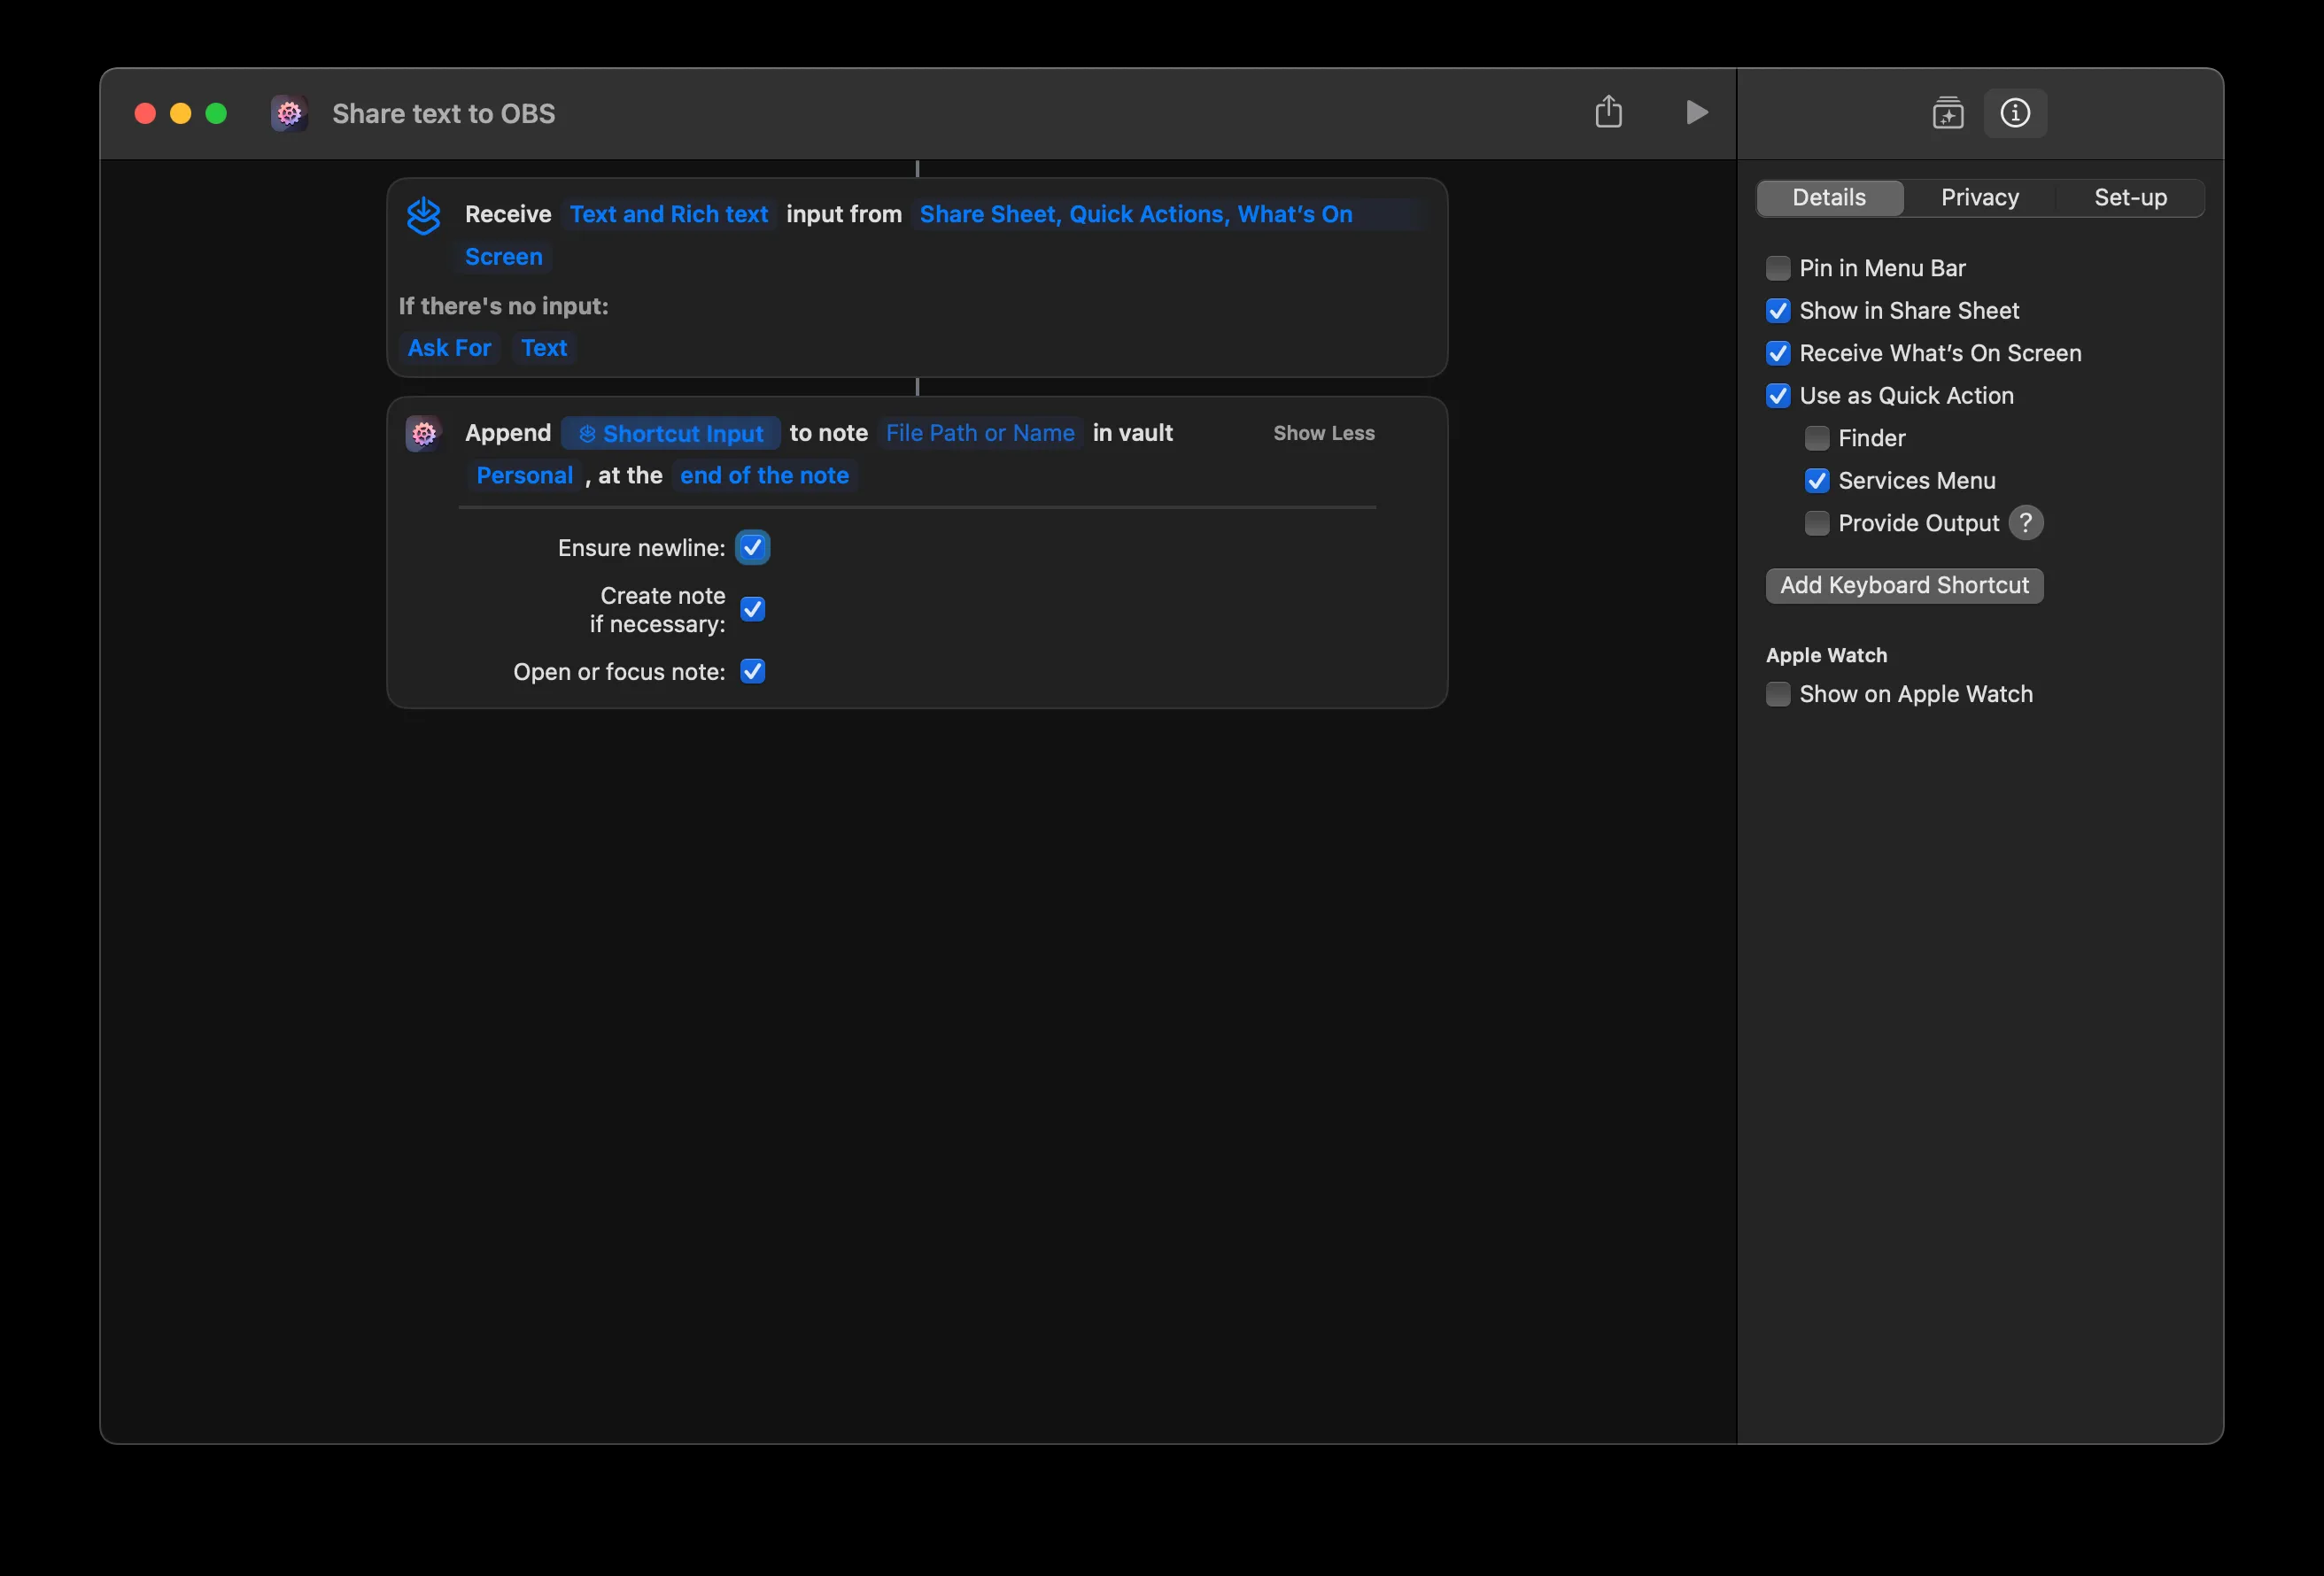 Share text to OBS
Receive Text and Rich text input from Share Sheet, Quick Actions, What’s On
Screen
If there's no input:
Ask For Text
Append Shortcut Input to note File Path or Name in vault Show Less
Personal , at the end of the note
Ensure newline:
Create note
if necessary:
Open or focus note:
Details Privacy Set-up
Pin in Menu Bar
Show in Share Sheet
Receive What’s On Screen
Use as Quick Action
Finder
Services Menu
Provide Output ?
Add Keyboard Shortcut
Apple Watch
Show on Apple Watch